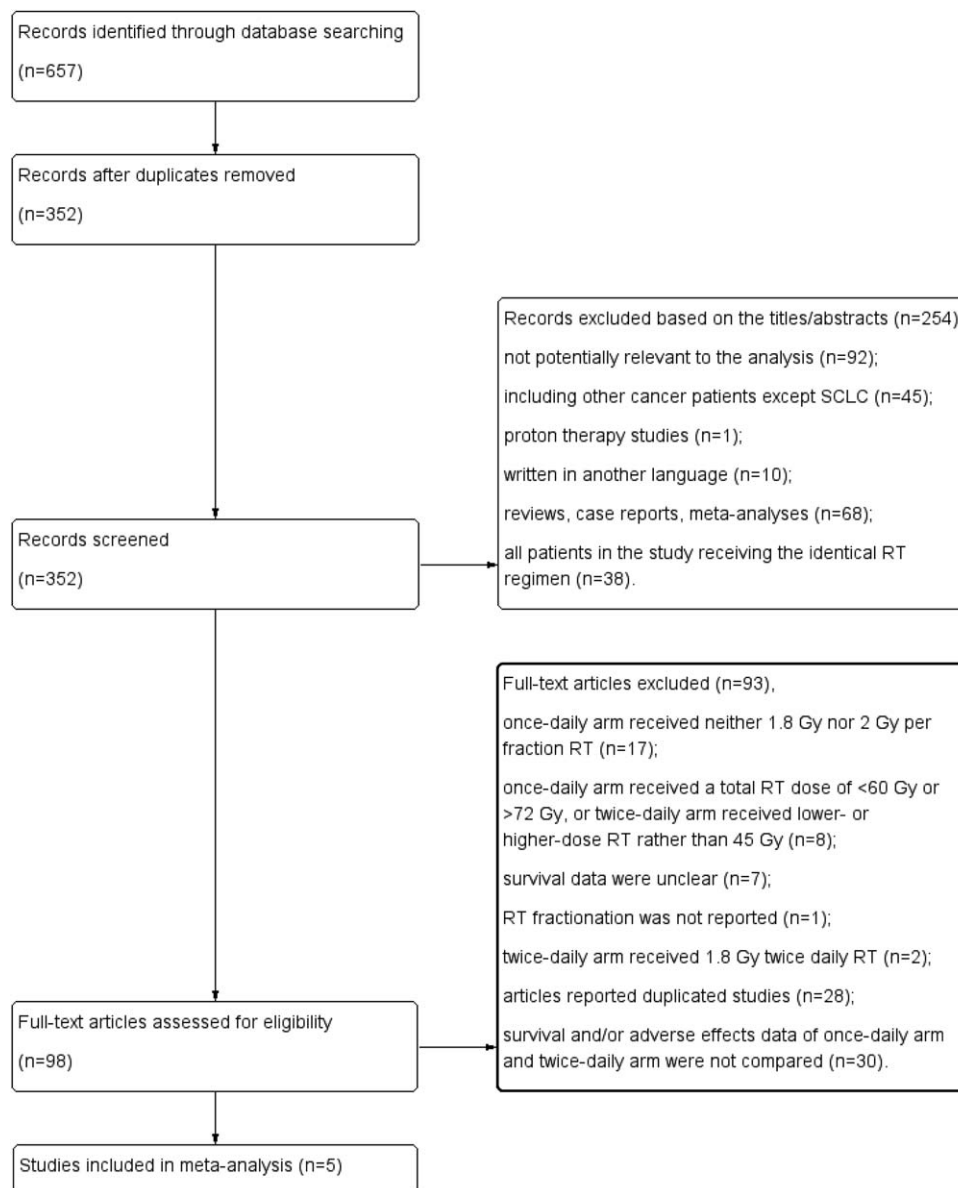 Records identified through database searching
(n=657)
Records after duplicates removed
(n=352)
Records excluded based on the titles/abstracts (n=254)
not potentially relevant to the analysis (n=92);
including other cancer patients except SCLC (n=45);
proton therapy studies (n=1);
written in another language (n=10);
reviews, case reports, meta-analyses (n=68);
all patients in the study receiving the identical RT
regimen (n=38).
Records screened
(n=352)
Full-text articles excluded (n=93),
once-daily arm received neither 1.8 Gy nor 2 Gy per
fraction RT (n=17);
once-daily arm received a total RT dose of <60 Gy or
>72 Gy, or twice-daily arm received lower- or
higher-dose RT rather than 45 Gy (n=8);
survival data were unclear (n=7);
RT fractionation was not reported (n=1);
twice-daily arm received 1.8 Gy twice daily RT (n=2);
articles reported duplicated studies (n=28);
survival and/or adverse effects data of once-daily arm
and twice-daily arm were not compared (n=30).
Full-text articles assessed for eligibility
(n=98)
Studies included in meta-analysis (n=5)